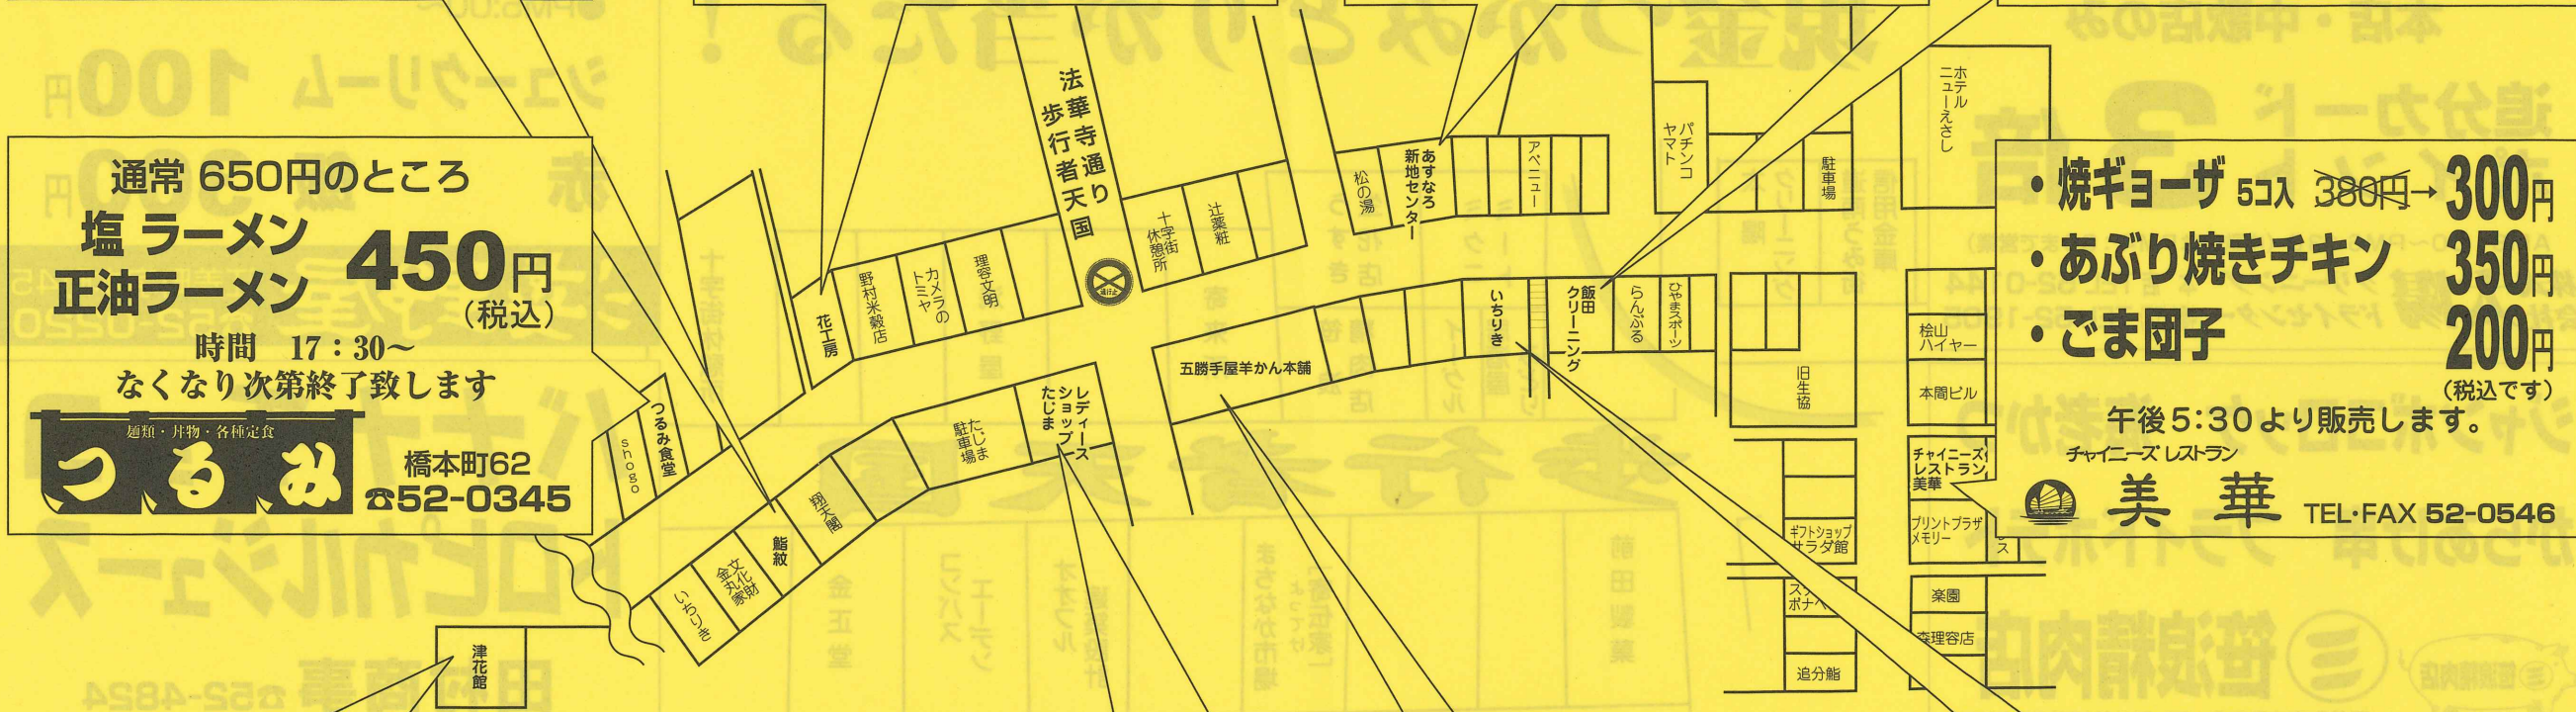 通常 650円のところ
塩 ラーメン
正油ラーメン
450円
(税込)
時間 17：30～
なくなり次第終了致します
麺類・丼物・各種定食
つるみ
橋本町62
☎52-0345
つるみ食堂
shogo
津花館
いちりき
文化財
金丸家
鮨紋
翔天閣
たじま
駐車場
レディース
ショップ
たじま
花工房
野村米穀店
カメラの
トミヤ
理容文明
法華寺通り
歩行者天国
十字街
休憩所
辻薬粧
松の湯
あすなろ
新地センター
アベニュー
五勝手屋羊かん本舗
いちりき
飯田
クリーニング
らんぶる
ひやまスポーツ
パチンコ
ヤマト
駐車場
ホテル
ニューえさし
旧生協
ギフトショップ
サラダ館
ポナペ
追分鮨
桧山
ハイヤー
本間ビル
チャイニーズ
レストラン
美華
プリントプラザ
メモリー
ス
楽園
森理容店
・焼ギョーザ 5コ入 380円→300円
・あぶり焼きチキン 350円
・ごま団子 200円
(税込です)
午後5:30より販売します。
チャイニーズ レストラン
美華 TEL・FAX 52-0546